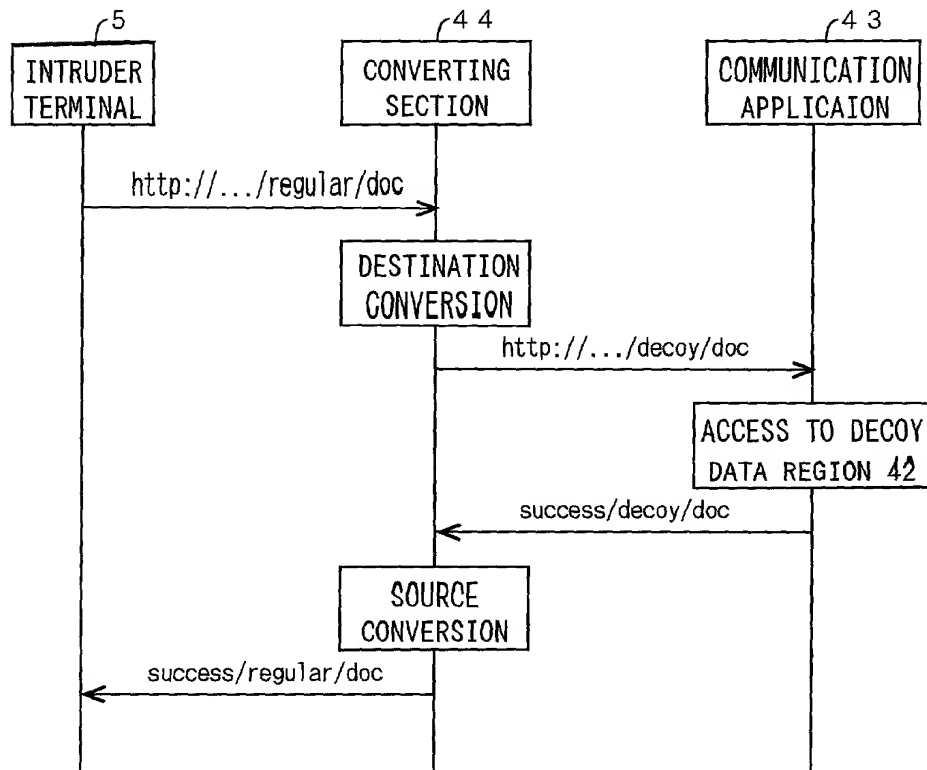 5
44
43
INTRUDER
TERMINAL
CONVERTING
SECTION
COMMUNICATION
APPLICAION
http://.../regular/doc
DESTINATION
CONVERSION
http://.../decoy/doc
ACCESS TO DECOY
DATA REGION 42
success/decoy/doc
SOURCE
CONVERSION
success/regular/doc